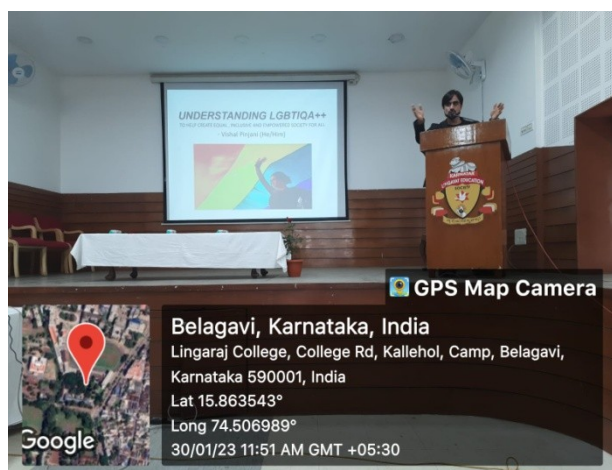 UNDERSTANDING LGBTIQA++
- Vishal Pinjani (He/Him)
GPS Map Camera
Belagavi, Karnataka, India
Lingaraj College, College Rd, Kallehol, Camp, Belagavi,
Karnataka 590001, India
Lat 15.863543°
Long 74.506989°
30/01/23 11:51 AM GMT +05:30
Google